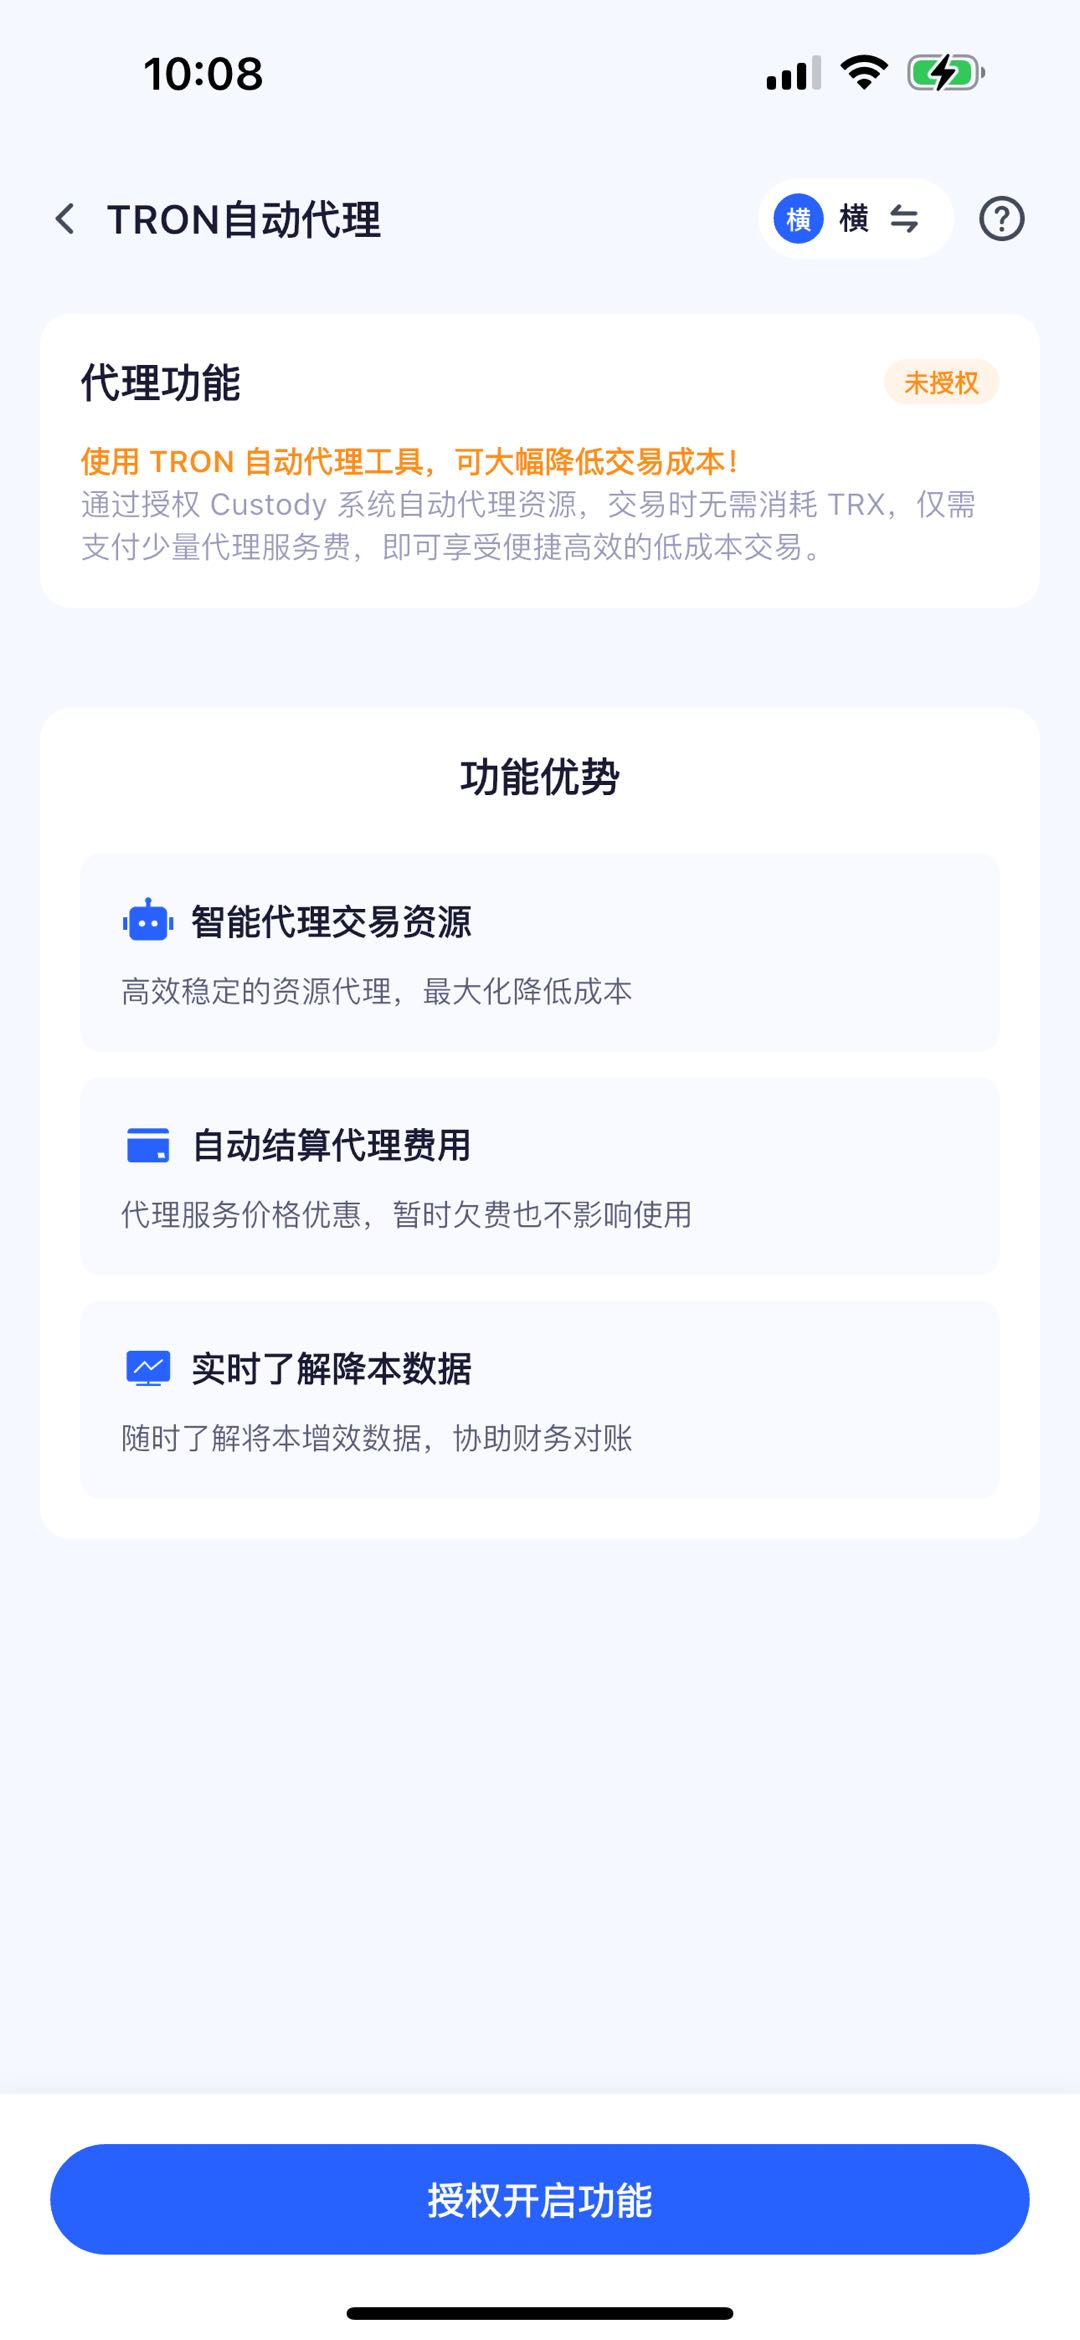 10:08
TRON自动代理
横 横
代理功能
未授权
使用 TRON 自动代理工具，可大幅降低交易成本！
通过授权 Custody 系统自动代理资源，交易时无需消耗 TRX，仅需
支付少量代理服务费，即可享受便捷高效的低成本交易。
功能优势
智能代理交易资源
高效稳定的资源代理，最大化降低成本
自动结算代理费用
代理服务价格优惠，暂时欠费也不影响使用
实时了解降本数据
随时了解将本增效数据，协助财务对账
授权开启功能